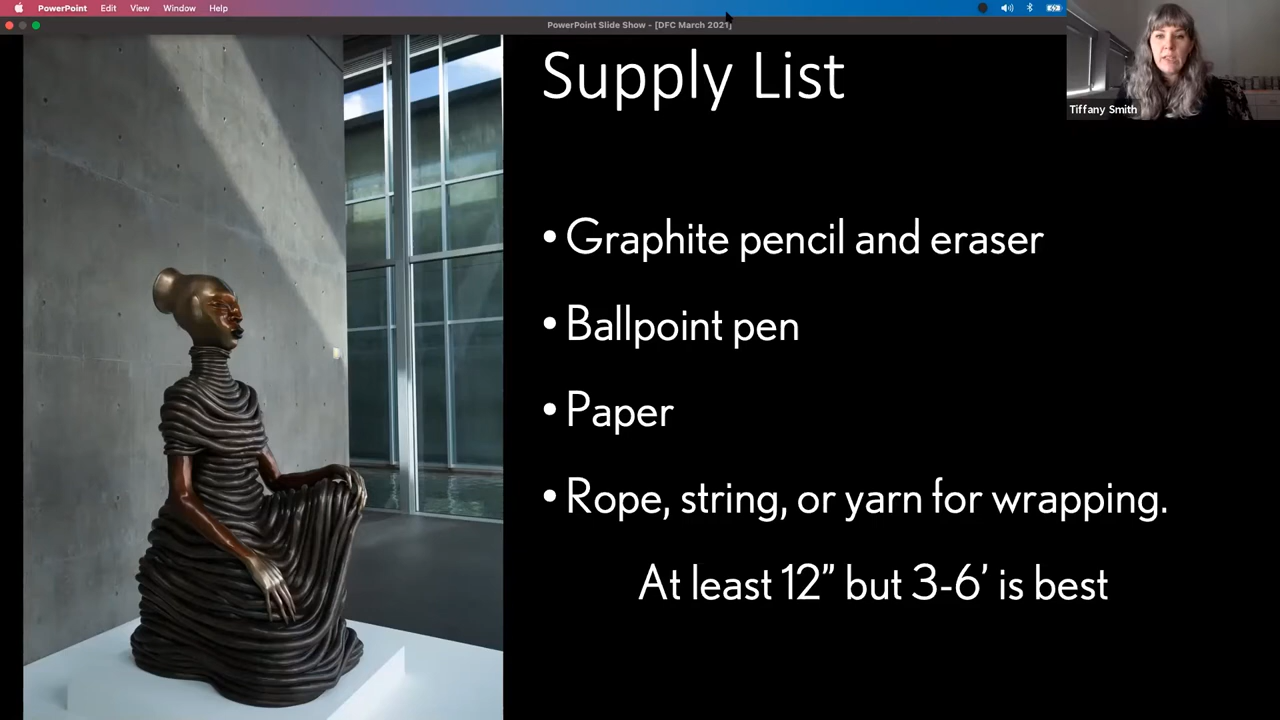 PowerPoint Edit View Window Help
PowerPoint Slide Show - [DFC March 2021]
Tiffany Smith
Supply List
• Graphite pencil and eraser
• Ballpoint pen
• Paper
• Rope, string, or yarn for wrapping.
At least 12” but 3-6’ is best